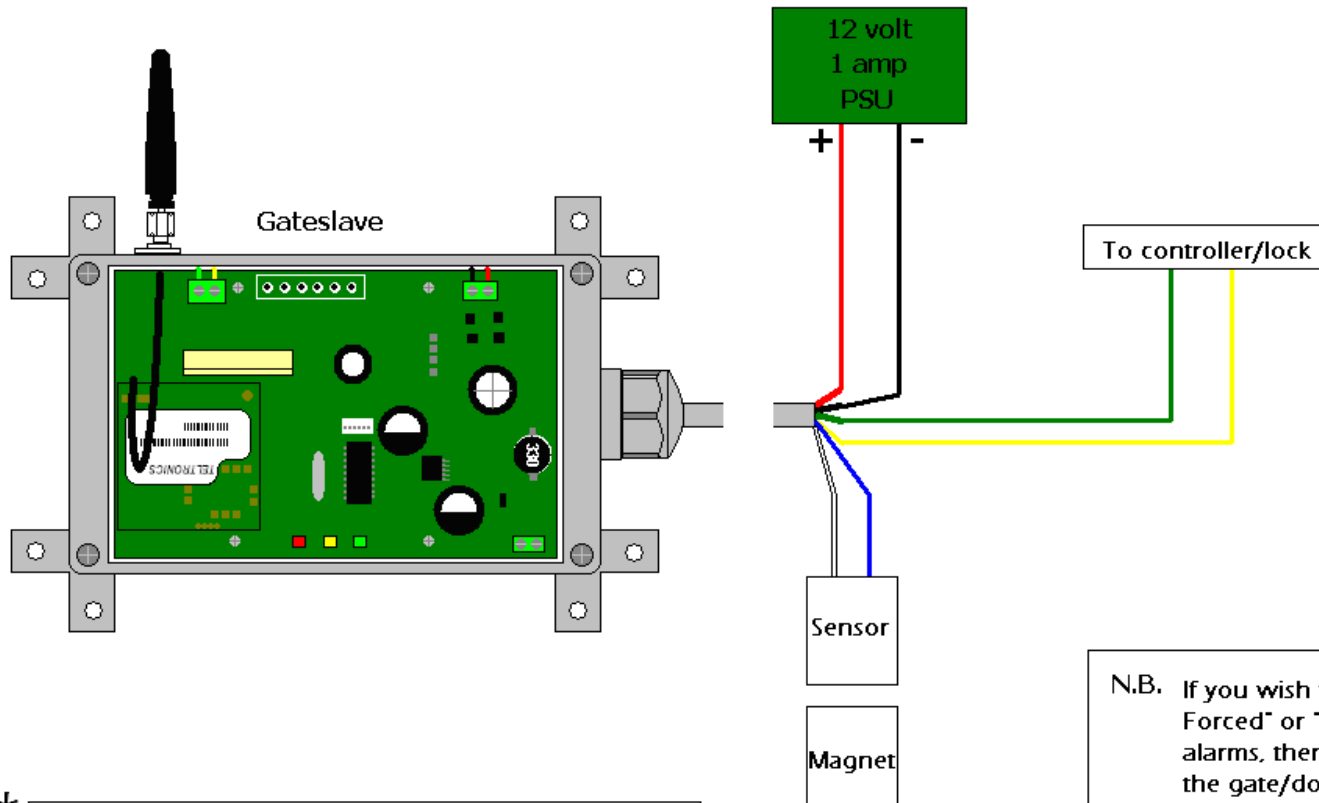 12 volt
1 amp
PSU
+ -
Gateslave
To controller/lock
TELTRONICS
330
Sensor
Magnet
N.B. If you wish
Forced" or "
alarms, ther
the gate/do
*